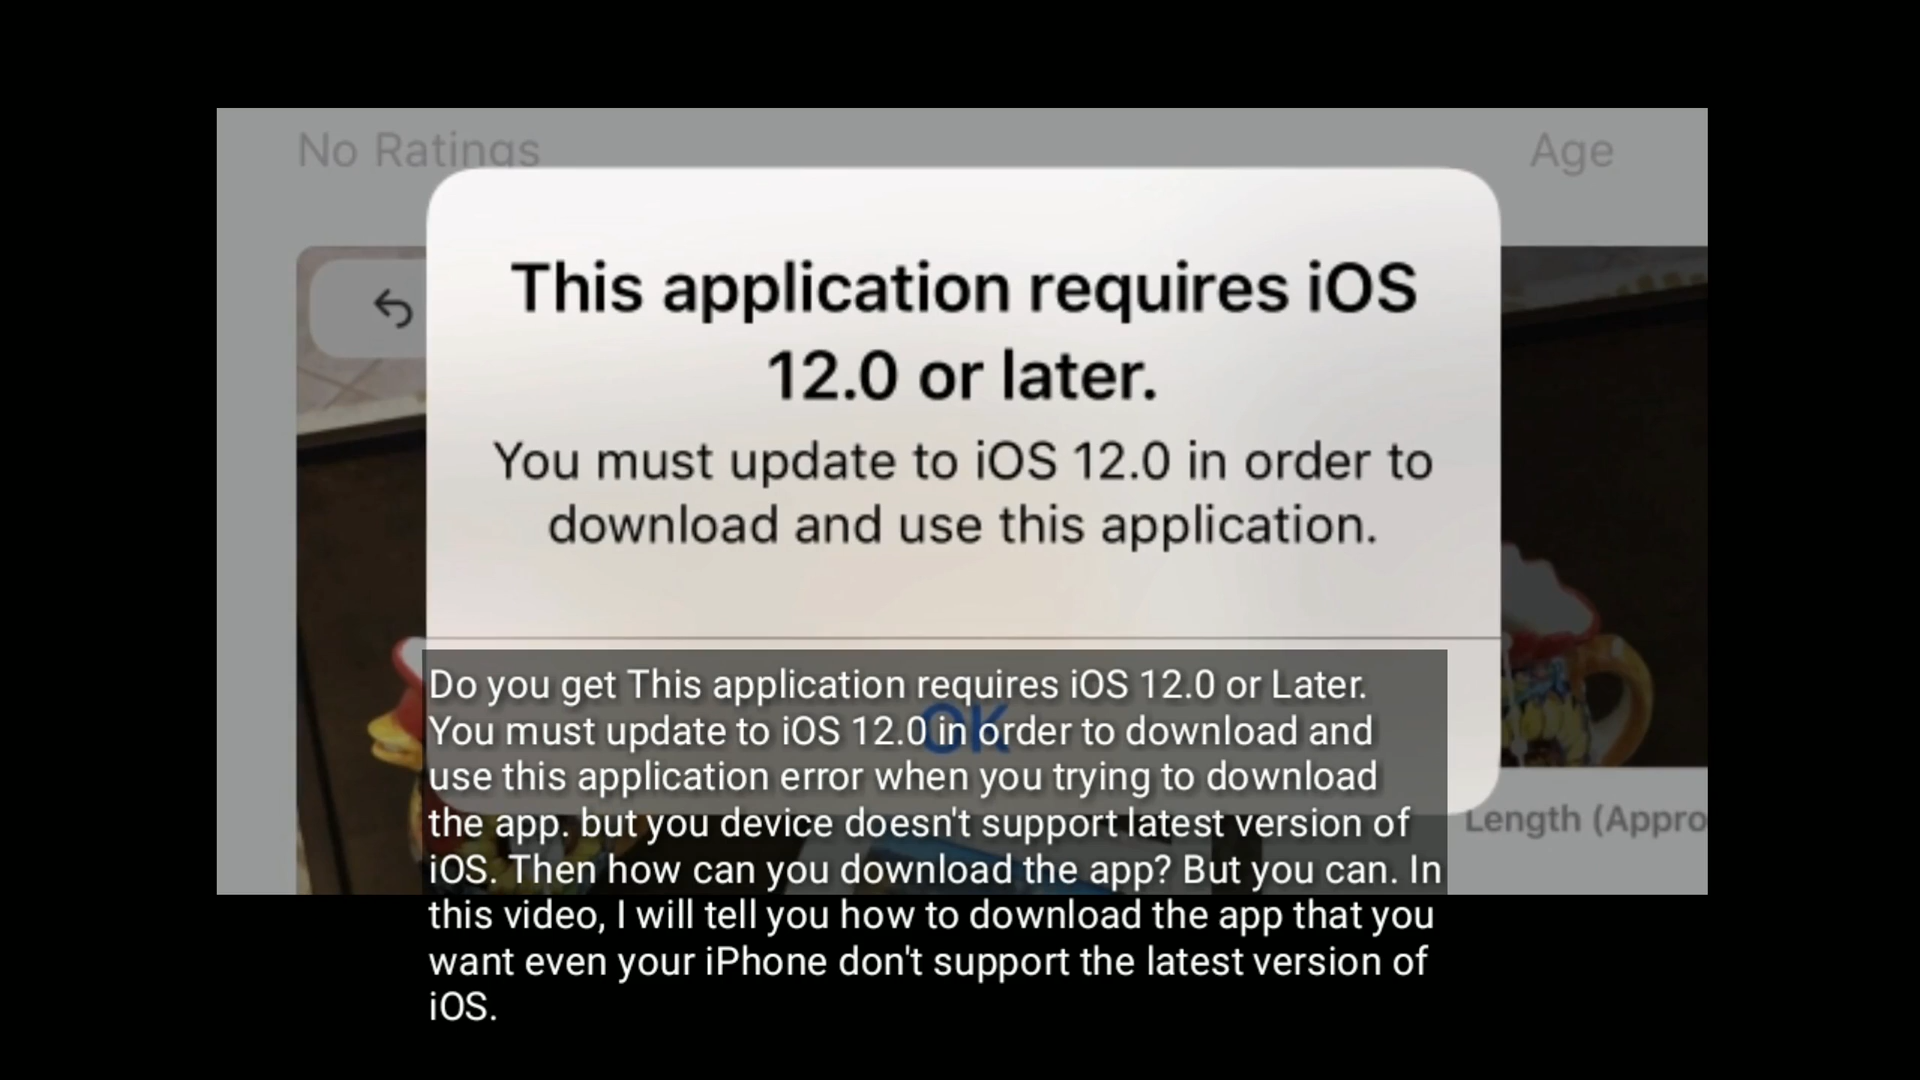 No Ratings
Age
This application requires iOS
12.0 or later.
You must update to iOS 12.0 in order to
download and use this application.
OK
Do you get This application requires iOS 12.0 or Later.
You must update to iOS 12.0 in order to download and
use this application error when you trying to download
the app. but you device doesn't support latest version of
iOS. Then how can you download the app? But you can. In
this video, I will tell you how to download the app that you
want even your iPhone don't support the latest version of
iOS.
Length (Appro